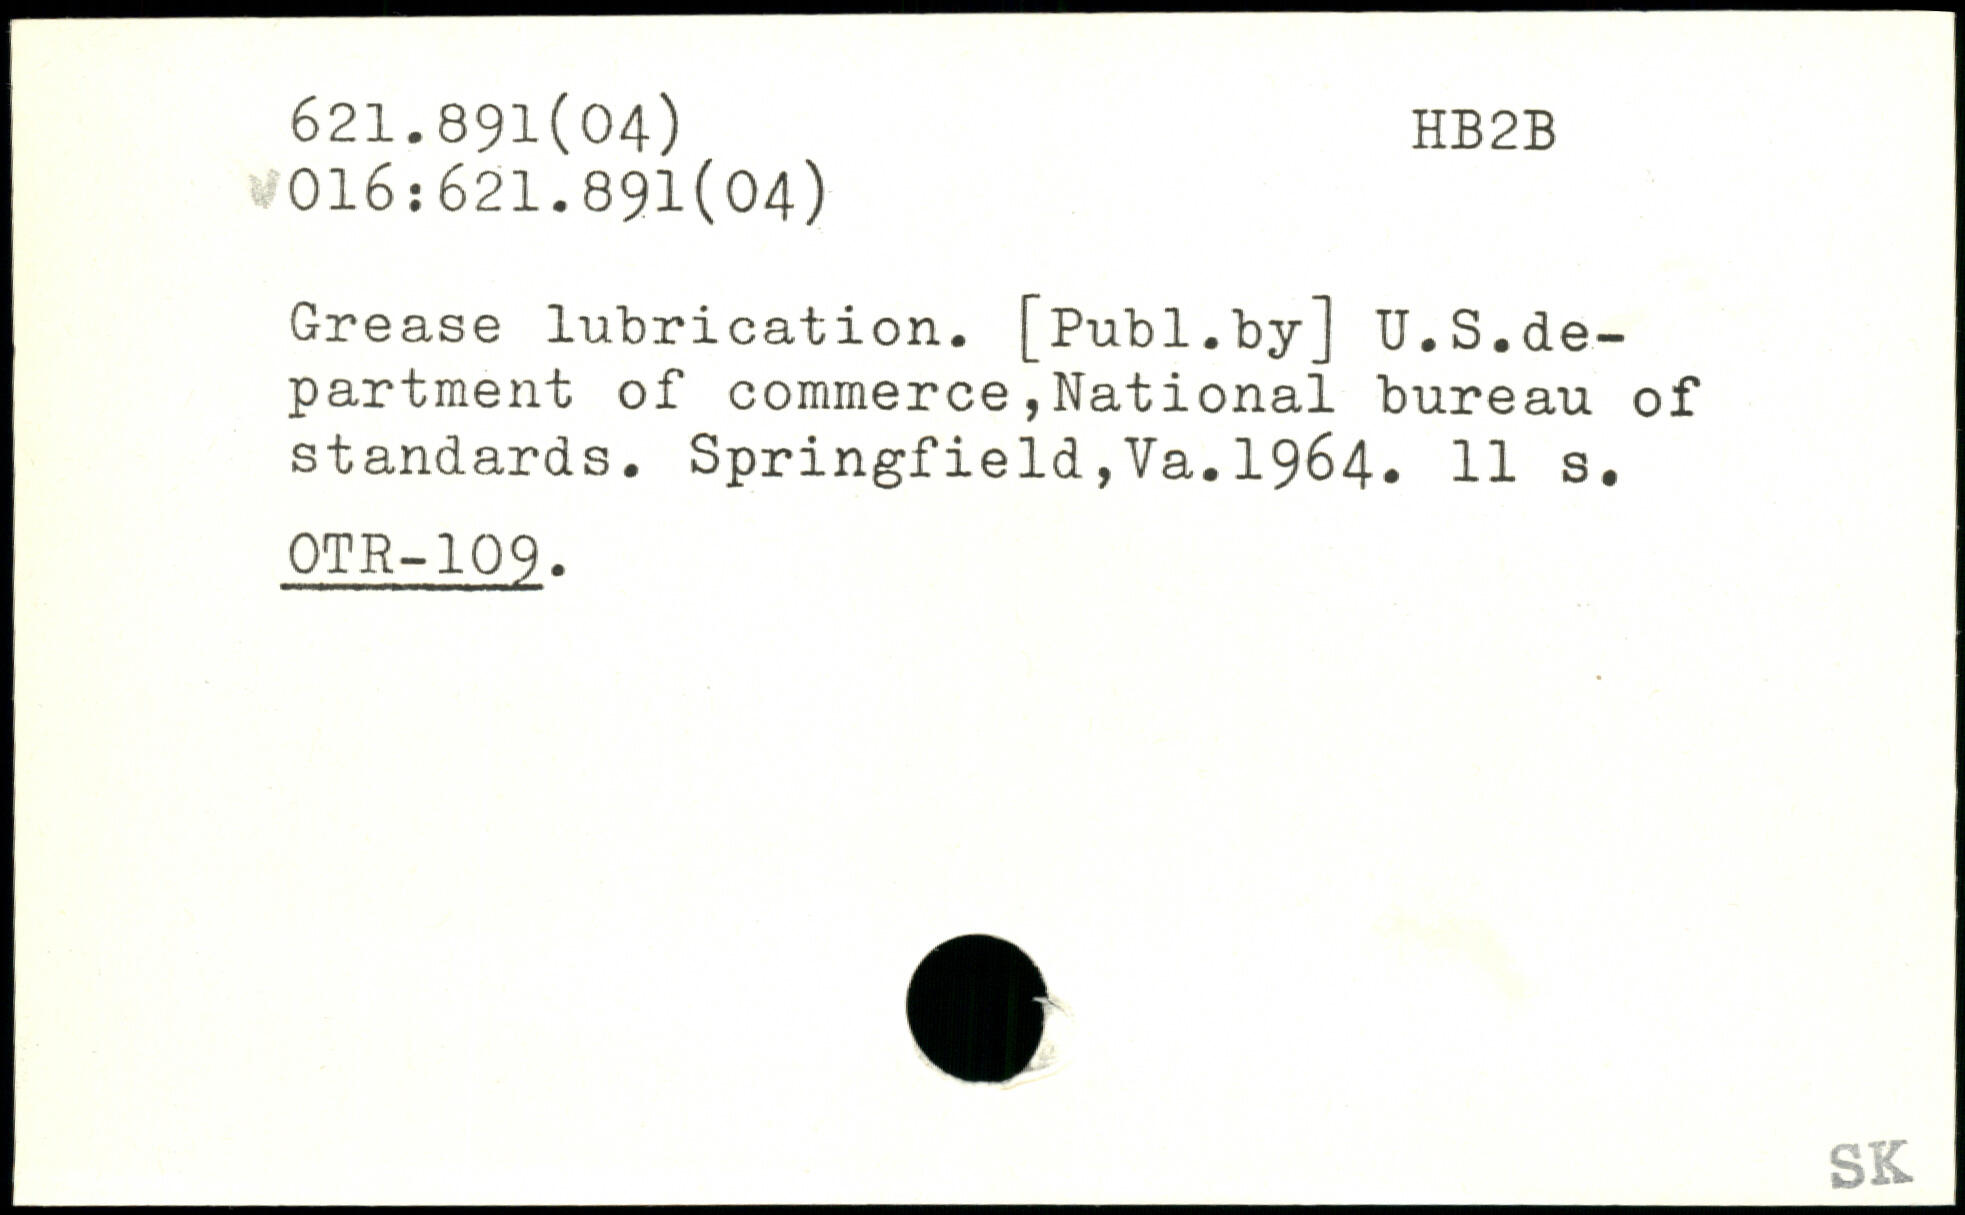 621.891(04) HB2B
v016:621.891(04)
Grease lubrication. [Publ.by] U.S.de-
partment of commerce,National bureau of
standards. Springfield,Va.1964. 11 s.
OTR-109.
SK